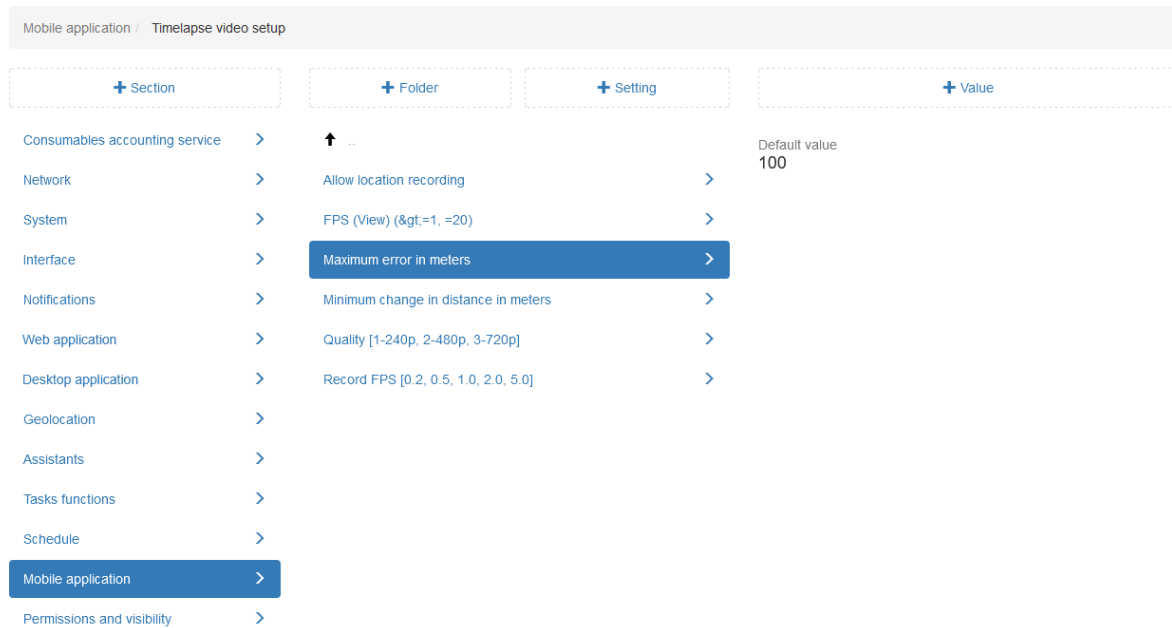 Mobile application / Timelapse video setup
+ Section
+ Folder
+ Setting
+ Value
Consumables accounting service
Network
System
Interface
Notifications
Web application
Desktop application
Geolocation
Assistants
Tasks functions
Schedule
Mobile application
Permissions and visibility
..
Allow location recording
FPS (View) (&gt;=1, =20)
Maximum error in meters
Minimum change in distance in meters
Quality [1-240p, 2-480p, 3-720p]
Record FPS [0.2, 0.5, 1.0, 2.0, 5.0]
Default value
100